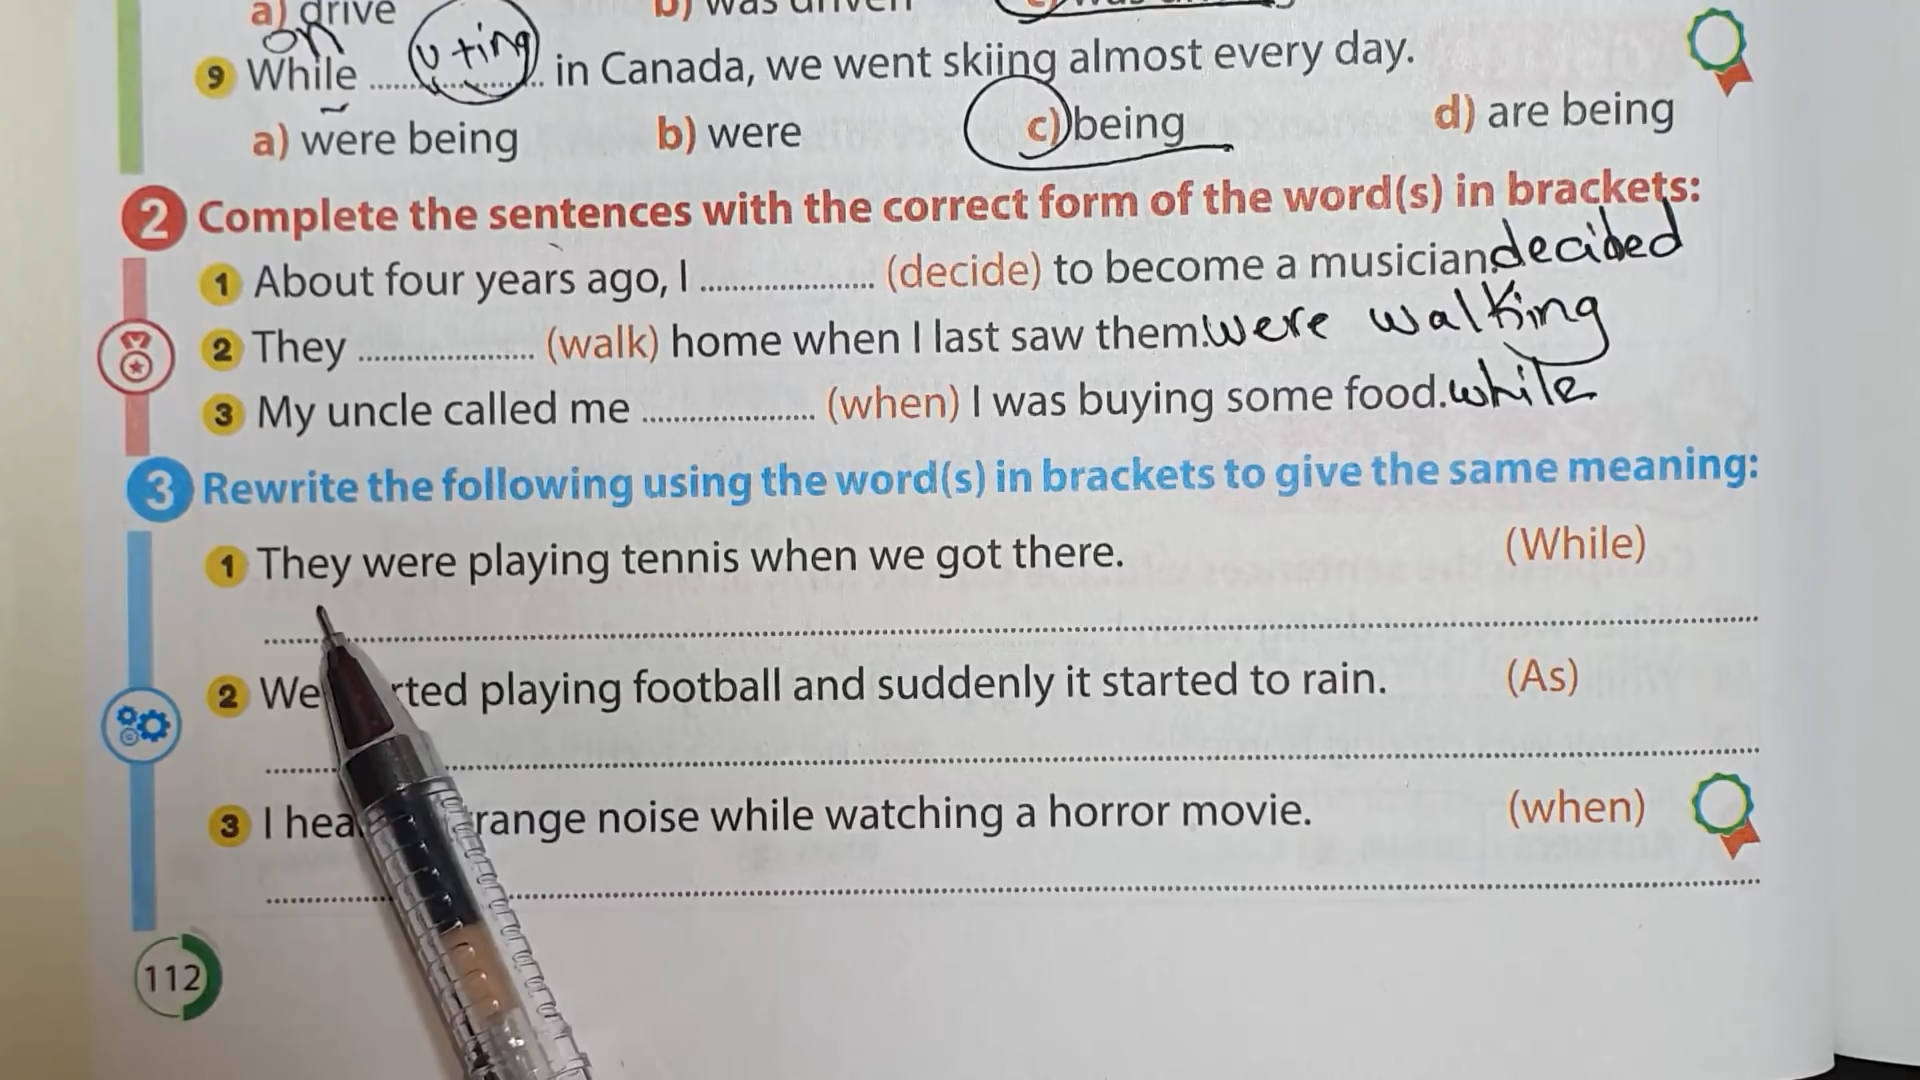 a) drive b) was driven
on
9 While .................... in Canada, we went skiing almost every day.
a) were being b) were c) being d) are being
2 Complete the sentences with the correct form of the word(s) in brackets:
1 About four years ago, I .................... (decide) to become a musician. decided
2 They .................... (walk) home when I last saw them. were walking
3 My uncle called me .................... (when) I was buying some food. while
3 Rewrite the following using the word(s) in brackets to give the same meaning:
1 They were playing tennis when we got there. (While)
2 We playing football and suddenly it started to rain. (As)
3 I noise while watching a horror movie. (when)
112